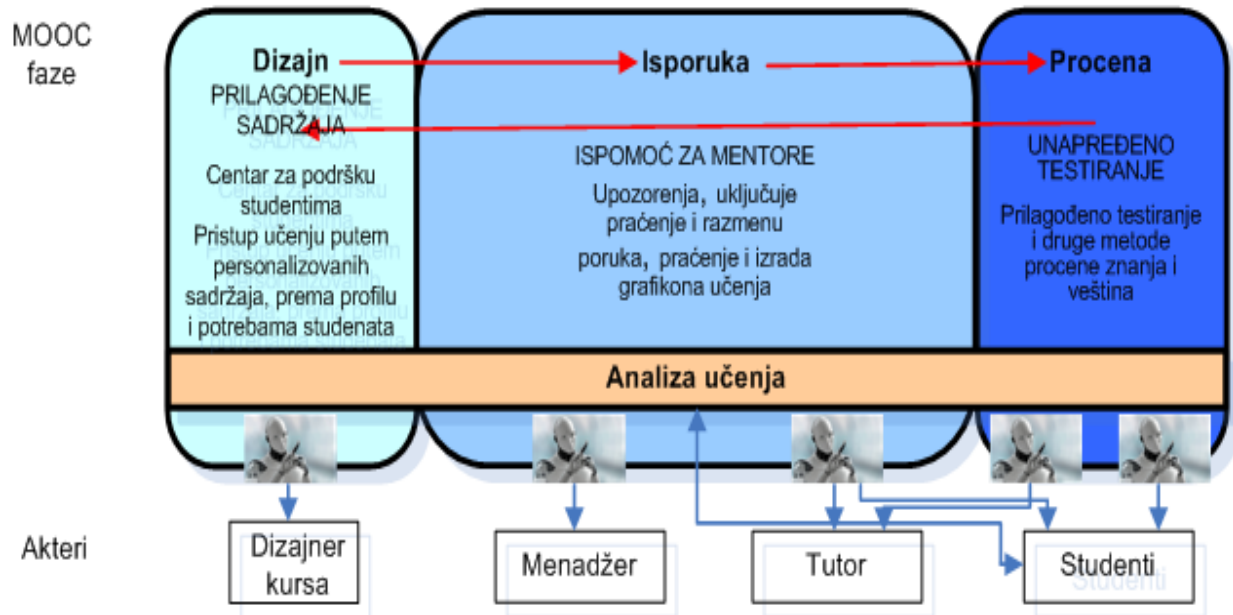 MOOC
faze
Dizajn
PRILAGOĐENJE
SADRŽAJA
Centar za podršku
studentima
Pristup učenju putem
personalizovanih
sadržaja, prema profilu
i potrebama studenata
Isporuka
ISPOMOĆ ZA MENTORE
Upozorenja, uključuje
praćenje i razmenu
poruka, praćenje i izrada
grafikona učenja
Procena
UNAPREĐENO
TESTIRANJE
Prilagođeno testiranje
i druge metode
procene znanja i
veština
Analiza učenja
Akteri
Dizajner
kursa
Menadžer
Tutor
Studenti